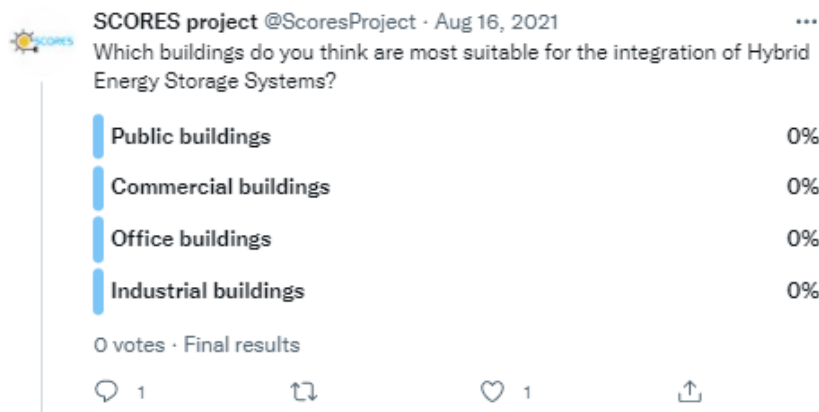 SCORES project @ScoresProject · Aug 16, 2021
SCORES
Which buildings do you think are most suitable for the integration of Hybrid
Energy Storage Systems?
Public buildings 0%
Commercial buildings 0%
Office buildings 0%
Industrial buildings 0%
0 votes · Final results
1 1